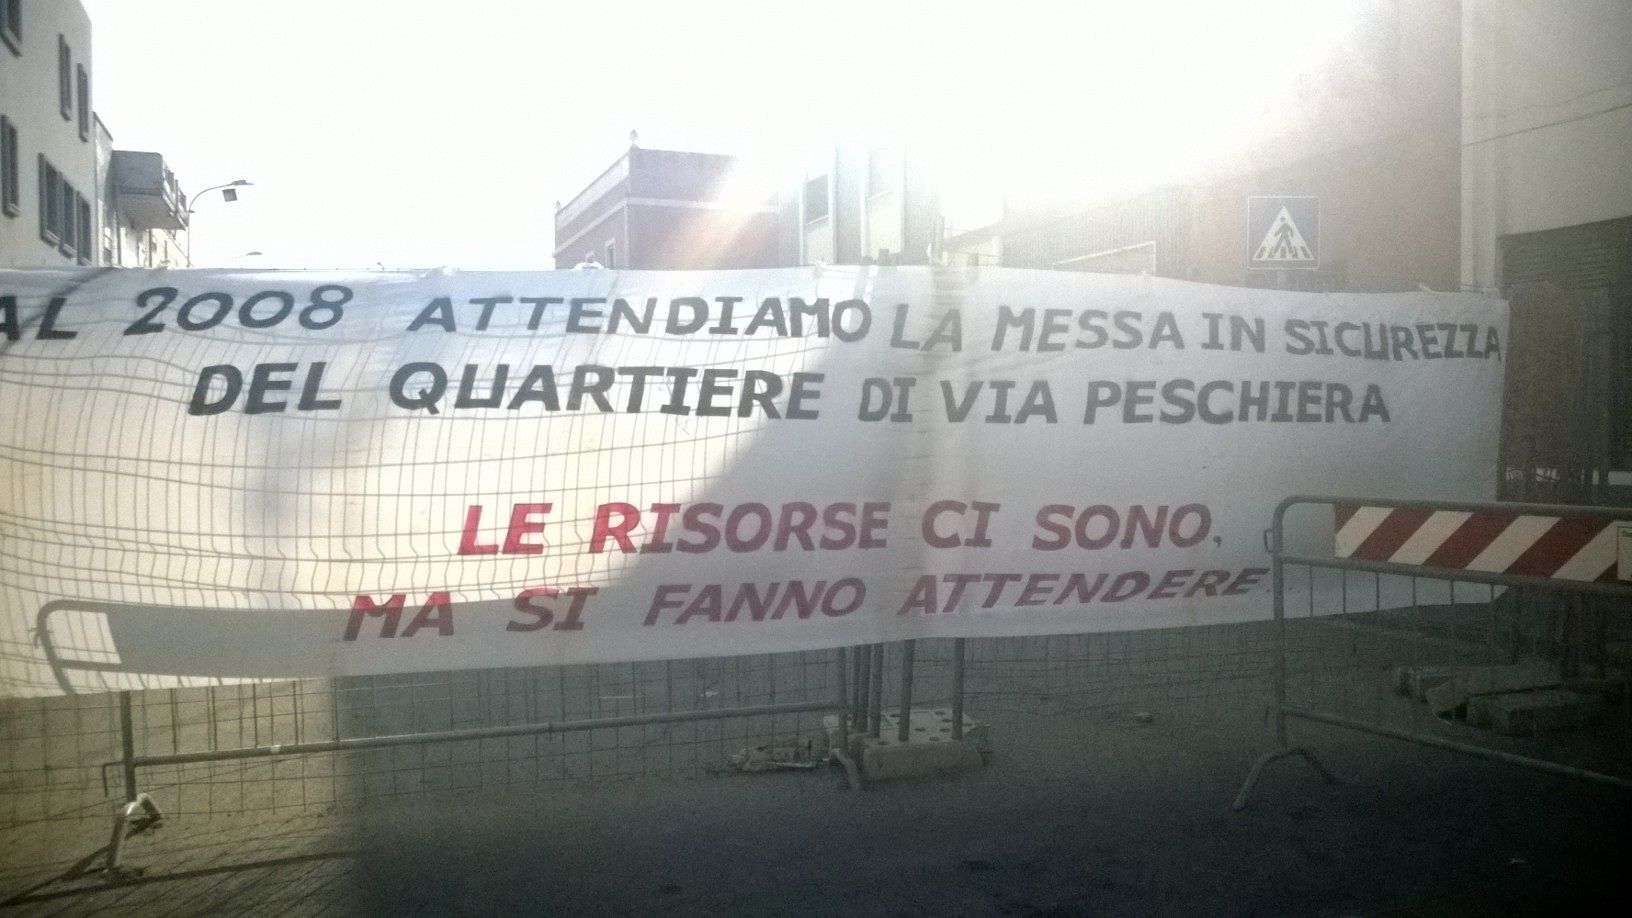 AL 2008 ATTENDIAMO LA MESSA IN SICUREZZA
DEL QUARTIERE DI VIA PESCHIERA
LE RISORSE CI SONO,
MA SI FANNO ATTENDERE...